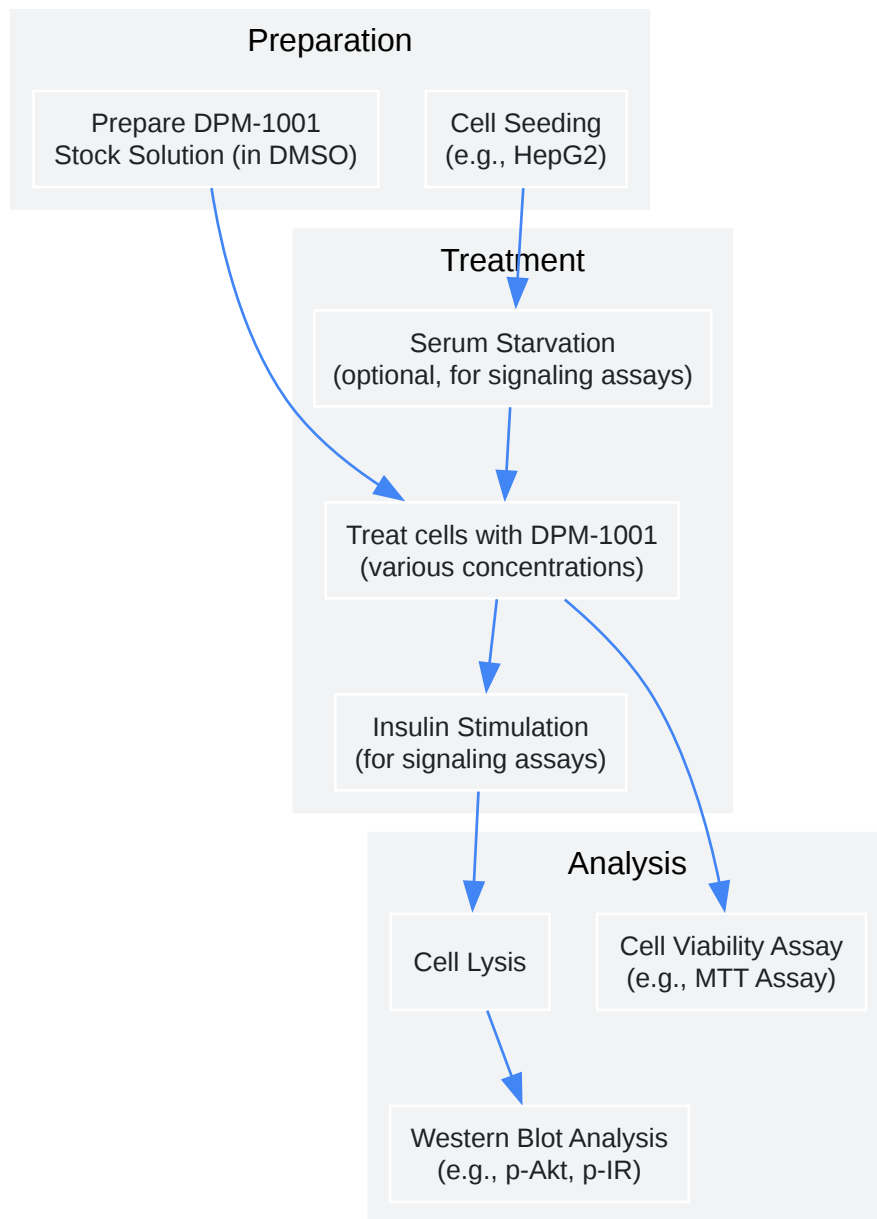 Preparation
Prepare DPM-1001
Stock Solution (in DMSO)
Cell Seeding
(e.g., HepG2)
Treatment
Serum Starvation
(optional, for signaling assays)
Treat cells with DPM-1001
(various concentrations)
Insulin Stimulation
(for signaling assays)
Analysis
Cell Lysis
Cell Viability Assay
(e.g., MTT Assay)
Western Blot Analysis
(e.g., p-Akt, p-IR)